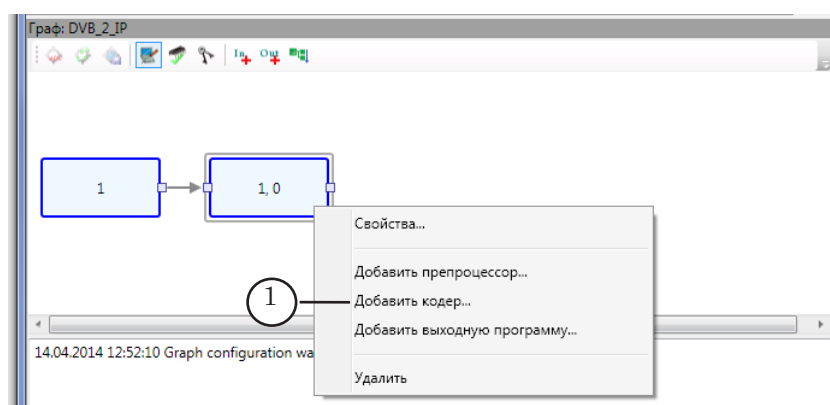 Граф: DVB_2_IP
In Out
1
1, 0
Свойства...
Добавить препроцессор...
1
Добавить кодер...
Добавить выходную программу...
14.04.2014 12:52:10 Graph configuration wa
Удалить